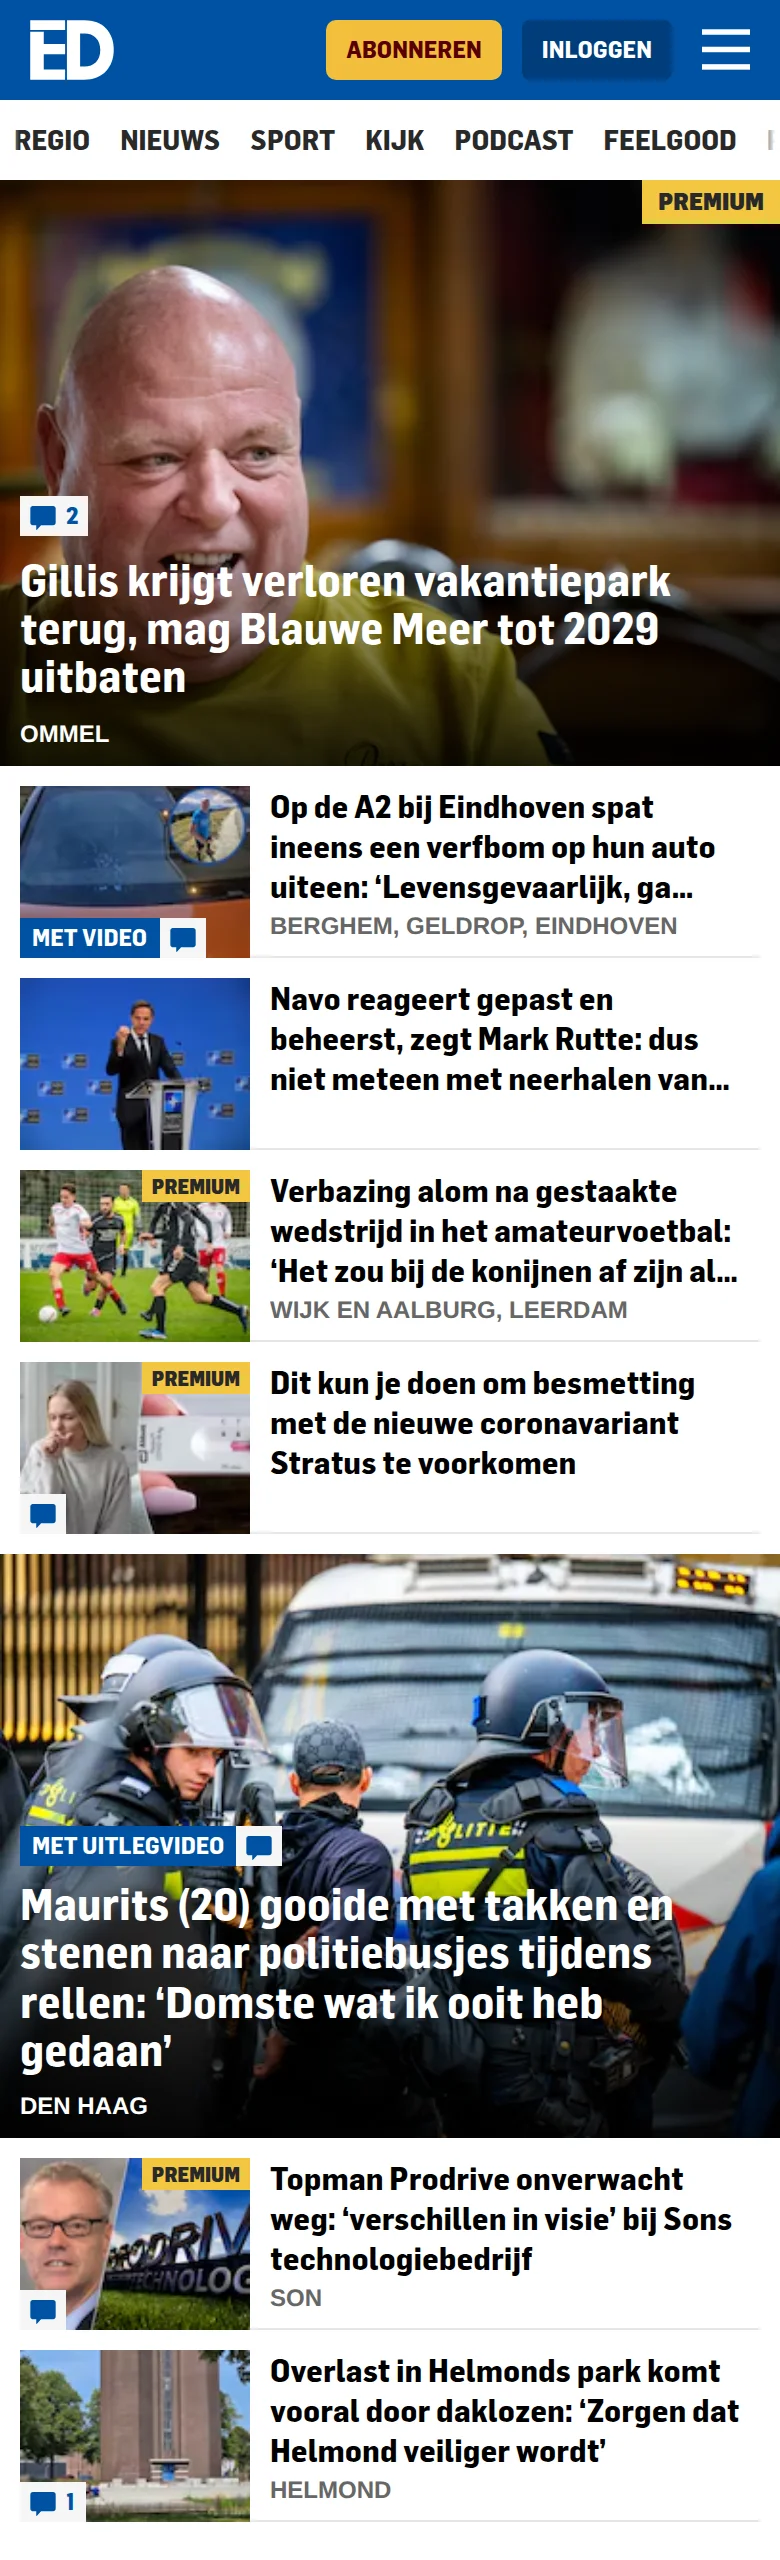 ED
ABONNEREN
INLOGGEN
REGIO NIEUWS SPORT KIJK PODCAST FEELGOOD
PREMIUM
2
Gillis krijgt verloren vakantiepark
terug, mag Blauwe Meer tot 2029
uitbaten
OMMEL
Op de A2 bij Eindhoven spat
ineens een verfbom op hun auto
uiteen: ‘Levensgevaarlijk, ga...
BERGHEM, GELDROP, EINDHOVEN
MET VIDEO
Navo reageert gepast en
beheerst, zegt Mark Rutte: dus
niet meteen met neerhalen van...
PREMIUM
Verbazing alom na gestaakte
wedstrijd in het amateurvoetbal:
‘Het zou bij de konijnen af zijn al...
WIJK EN AALBURG, LEERDAM
PREMIUM
Dit kun je doen om besmetting
met de nieuwe coronavariant
Stratus te voorkomen
POLITIE
MET UITLEGVIDEO
Maurits (20) gooide met takken en
stenen naar politiebusjes tijdens
rellen: ‘Domste wat ik ooit heb
gedaan’
DEN HAAG
PREMIUM
Topman Prodrive onverwacht
weg: ‘verschillen in visie’ bij Sons
technologiebedrijf
SON
Overlast in Helmonds park komt
vooral door daklozen: ‘Zorgen dat
Helmond veiliger wordt’
HELMOND
1